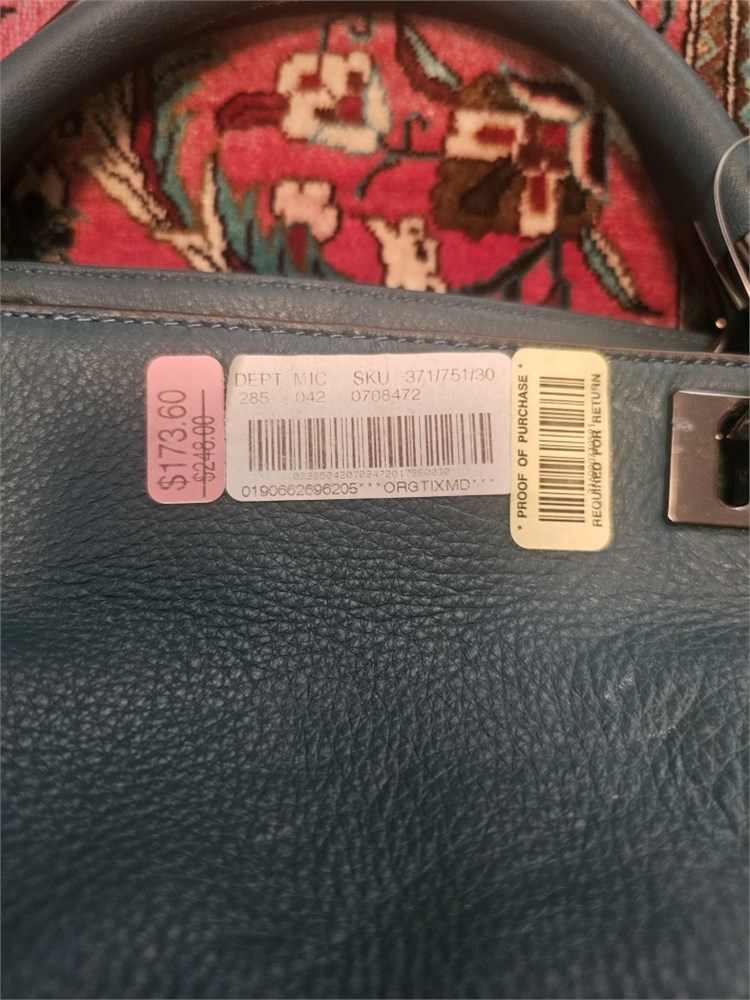 $173.60
$248.00
DEPT MIC SKU 371/751/30
285 042 0708472
0190662696205***ORGTIXMD***
* PROOF OF PURCHASE *
REQUIRED FOR RETURN